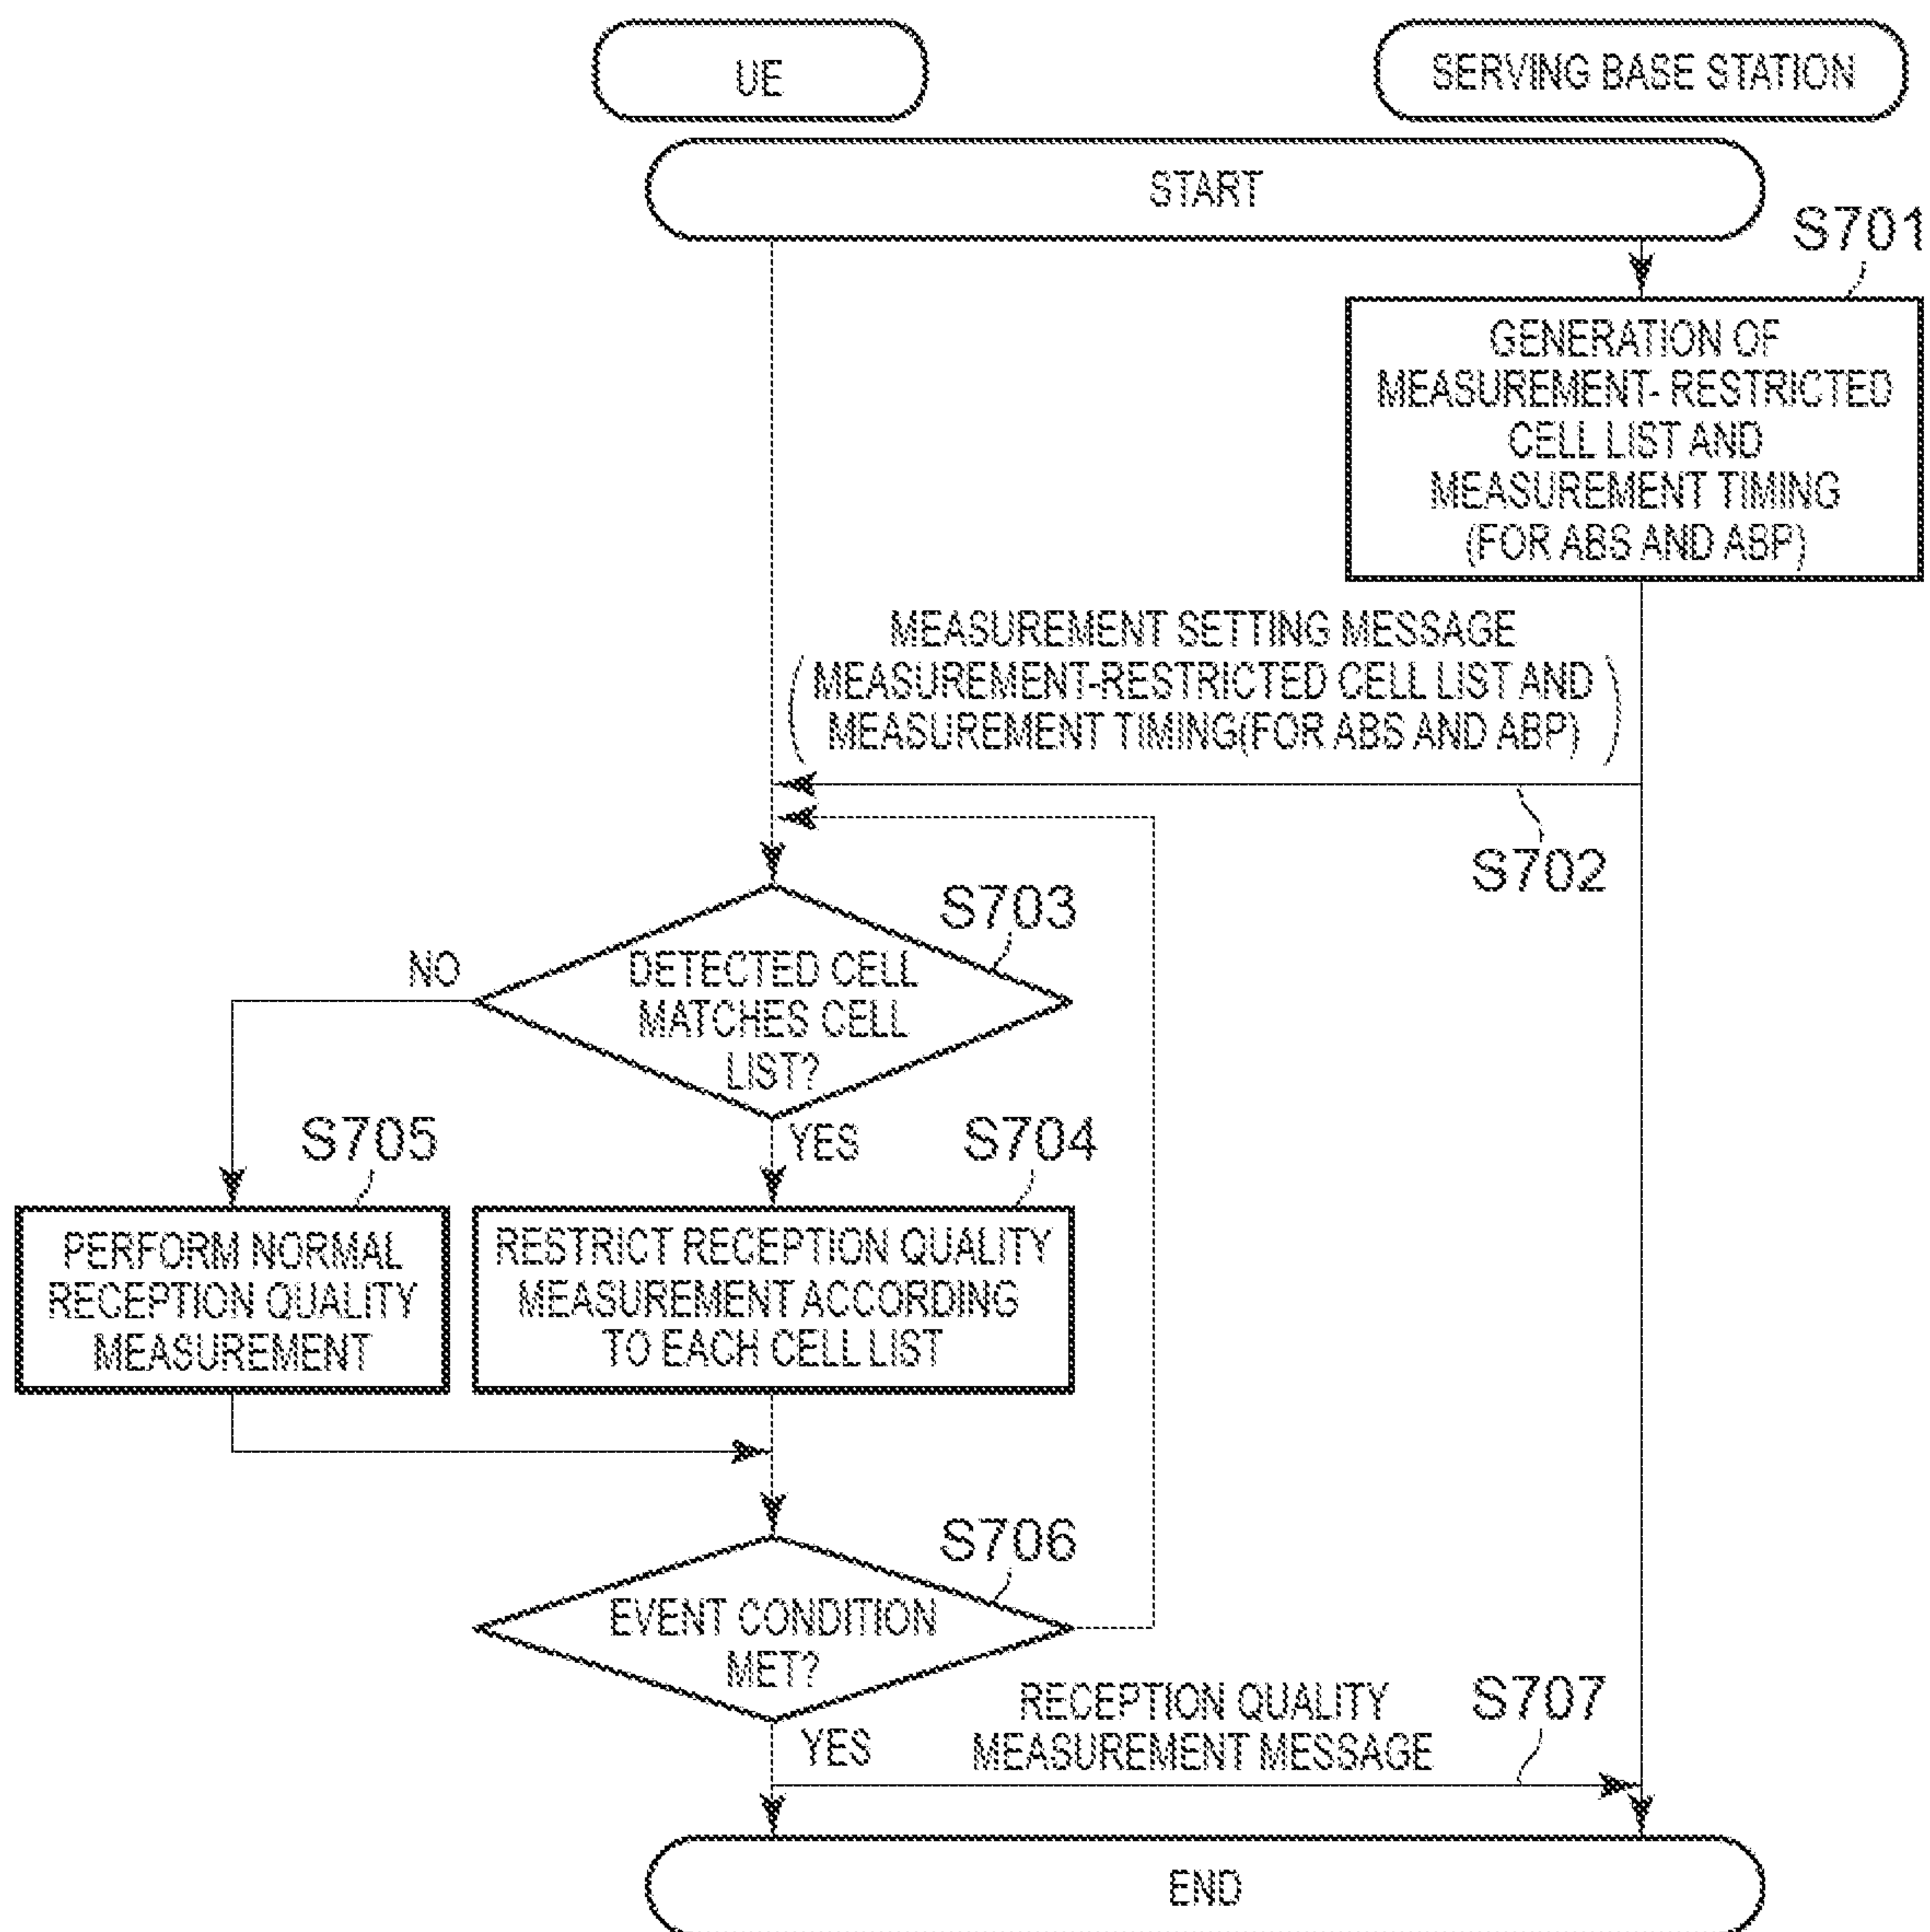 UE
SERVING BASE STATION
START
S701
GENERATION OF
MEASUREMENT- RESTRICTED
CELL LIST AND
MEASUREMENT TIMING
(FOR ABS AND ABP)
MEASUREMENT SETTING MESSAGE
(MEASUREMENT-RESTRICTED CELL LIST AND
MEASUREMENT TIMING(FOR ABS AND ABP))
S702
S703
DETECTED CELL
MATCHES CELL
LIST?
NO
YES
S705
S704
PERFORM NORMAL
RECEPTION QUALITY
MEASUREMENT
RESTRICT RECEPTION QUALITY
MEASUREMENT ACCORDING
TO EACH CELL LIST
S706
EVENT CONDITION
MET?
YES
RECEPTION QUALITY
MEASUREMENT MESSAGE
S707
END